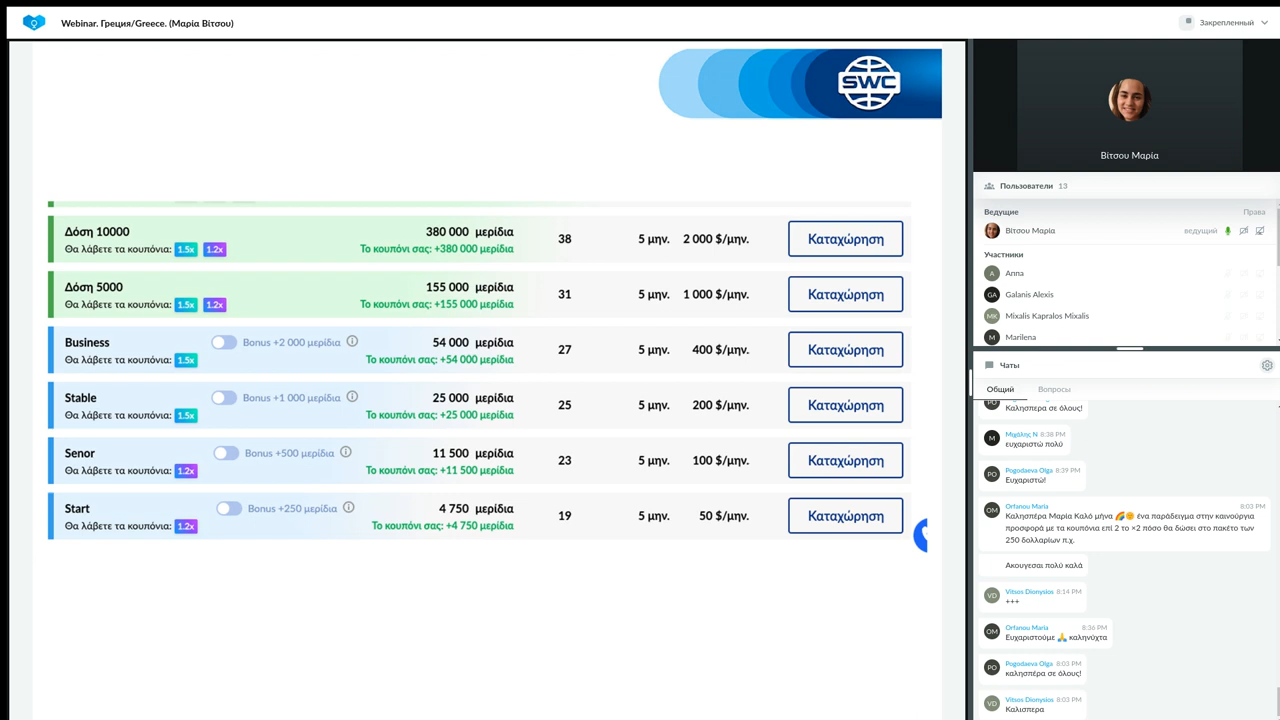 Webinar. Греция/Greece. (Марία Βίτσου)
Закрепленный
SWC
Δόση 10000
Θα λάβετε τα κουπόνια: 1.5x 1.2x
380 000 μερίδια
Το κουπόνι σας: +380 000 μερίδια
38
5 μην.
2 000 $/μην.
Καταχώρηση
Δόση 5000
Θα λάβετε τα κουπόνια: 1.5x 1.2x
155 000 μερίδια
Το κουπόνι σας: +155 000 μερίδια
31
5 μην.
1 000 $/μην.
Καταχώρηση
Business
Θα λάβετε τα κουπόνια: 1.5x
Bonus +2 000 μερίδια
54 000 μερίδια
Το κουπόνι σας: +54 000 μερίδια
27
5 μην.
400 $/μην.
Καταχώρηση
Stable
Θα λάβετε τα κουπόνια: 1.5x
Bonus +1 000 μερίδια
25 000 μερίδια
Το κουπόνι σας: +25 000 μερίδια
25
5 μην.
200 $/μην.
Καταχώρηση
Senor
Θα λάβετε τα κουπόνια: 1.2x
Bonus +500 μερίδια
11 500 μερίδια
Το κουπόνι σας: +11 500 μερίδια
23
5 μην.
100 $/μην.
Καταχώρηση
Start
Θα λάβετε τα κουπόνια: 1.2x
Bonus +250 μερίδια
4 750 μερίδια
Το κουπόνι σας: +4 750 μερίδια
19
5 μην.
50 $/μην.
Καταχώρηση
Βίτσου Μαρία
Пользователи 13
Ведущие Права
Βίτσου Μαρία ведущий
Участники
A Anna
GA Galanis Alexis
MK Mixalis Kapralos Mixalis
M Marilena
Чаты
Общий Вопросы
Καλησπερα σε όλους!
M Μιχάλης Ν 8:38 PM
ευχαριστώ πολύ
PO Pogodaeva Olga 8:39 PM
Ευχαριστώ!
OM Orfanou Maria 8:03 PM
Καλησπέρα Μαρία Καλό μήνα 🌈🌞 ένα παράδειγμα στην καινούργια
προσφορά με τα κουπόνια επί 2 το ×2 πόσο θα δώσει στο πακέτο των
250 δολλαρίων π.χ.
Ακουγεσαι πολύ καλά
VD Vitsos Dionysios 8:14 PM
+++
OM Orfanou Maria 8:36 PM
Ευχαριστούμε 🙏 καληνύχτα
PO Pogodaeva Olga 8:03 PM
καλησπέρα σε όλους!
VD Vitsos Dionysios 8:03 PM
Καλισπερα